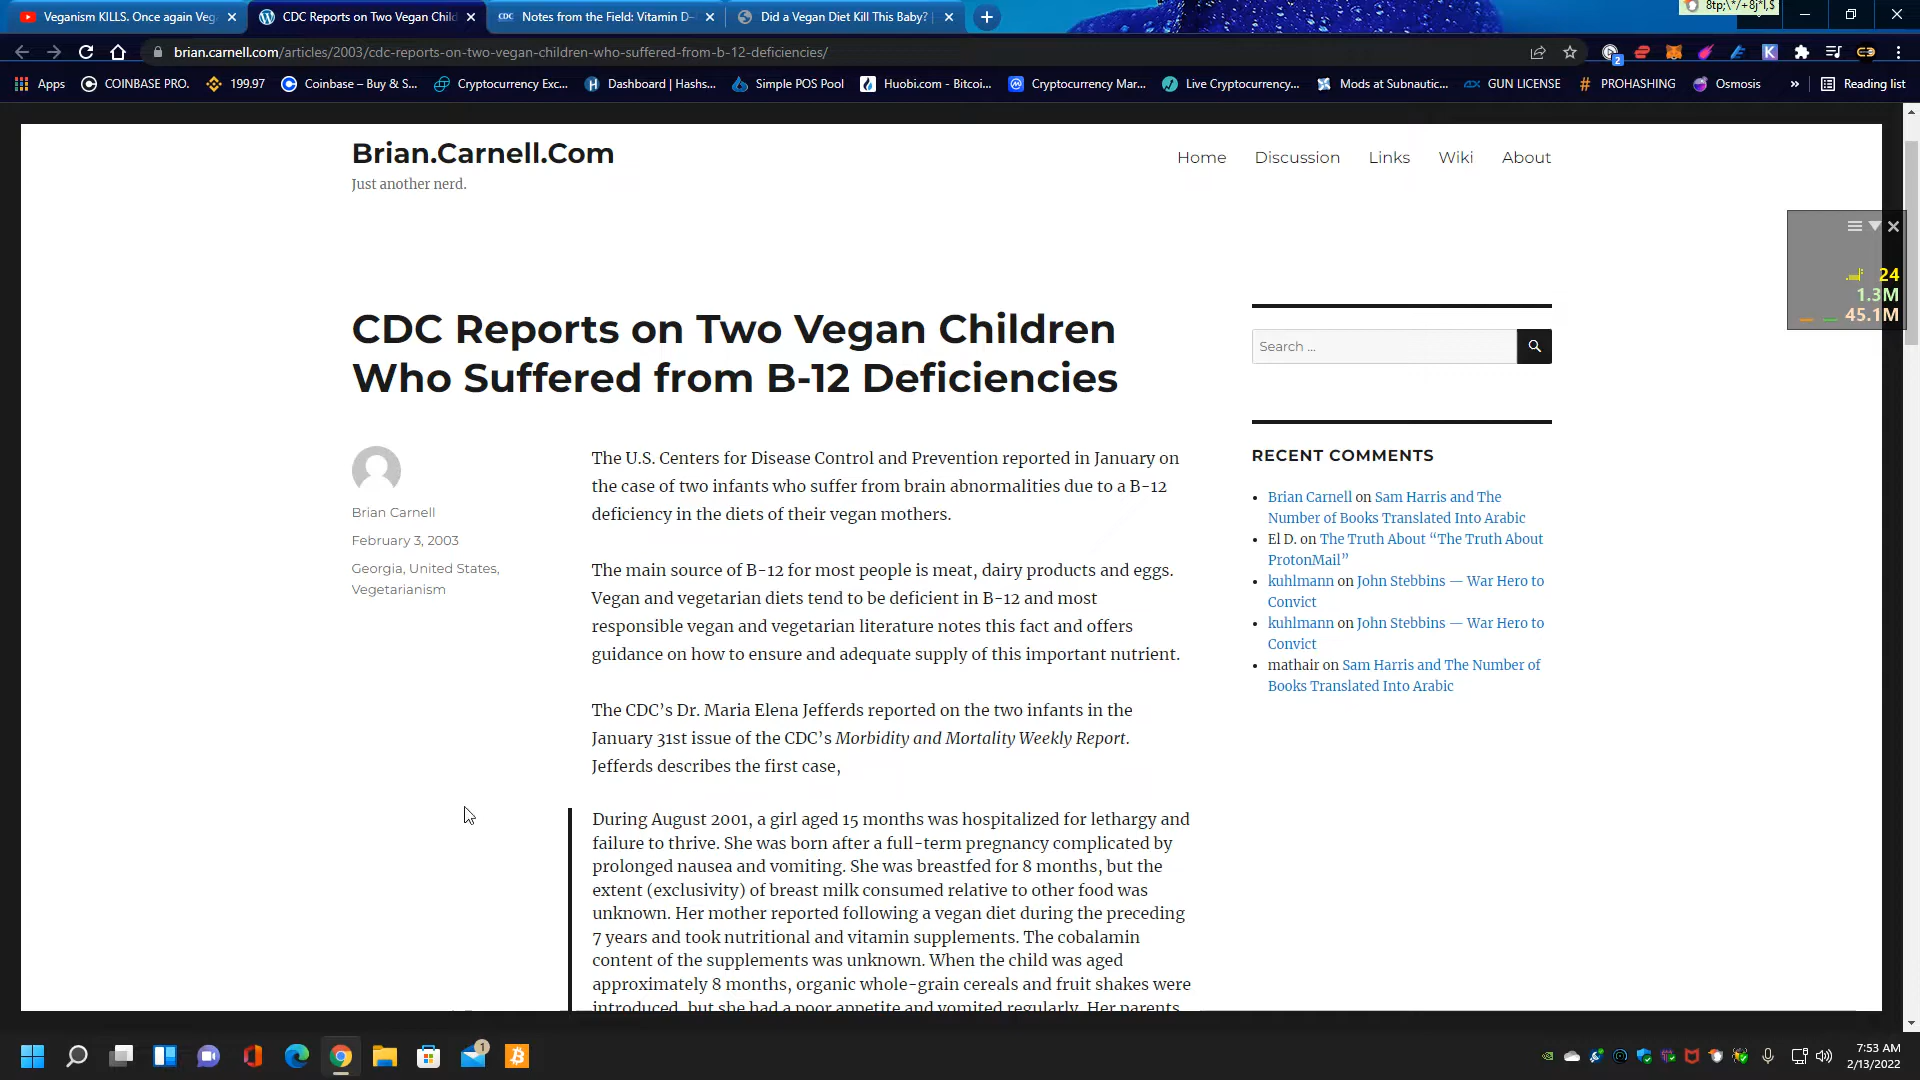 Veganism KILLS. Once again Veg
CDC Reports on Two Vegan Child
CDC Notes from the Field: Vitamin D-
Did a Vegan Diet Kill This Baby?
8tp;\*/+8j*l,$
brian.carnell.com/articles/2003/cdc-reports-on-two-vegan-children-who-suffered-from-b-12-deficiencies/
2
Apps
COINBASE PRO.
199.97
Coinbase – Buy & S...
Cryptocurrency Exc...
Dashboard | Hashs...
Simple POS Pool
Huobi.com - Bitcoi...
Cryptocurrency Mar...
Live Cryptocurrency...
Mods at Subnautic...
GUN LICENSE
PROHASHING
Osmosis
»
Reading list
Brian.Carnell.Com
Just another nerd.
Home
Discussion
Links
Wiki
About
24
1.3M
45.1M
CDC Reports on Two Vegan Children
Who Suffered from B-12 Deficiencies
Brian Carnell
February 3, 2003
Georgia, United States,
Vegetarianism
The U.S. Centers for Disease Control and Prevention reported in January on
the case of two infants who suffer from brain abnormalities due to a B-12
deficiency in the diets of their vegan mothers.
The main source of B-12 for most people is meat, dairy products and eggs.
Vegan and vegetarian diets tend to be deficient in B-12 and most
responsible vegan and vegetarian literature notes this fact and offers
guidance on how to ensure and adequate supply of this important nutrient.
The CDC’s Dr. Maria Elena Jefferds reported on the two infants in the
January 31st issue of the CDC’s Morbidity and Mortality Weekly Report.
Jefferds describes the first case,
During August 2001, a girl aged 15 months was hospitalized for lethargy and
failure to thrive. She was born after a full-term pregnancy complicated by
prolonged nausea and vomiting. She was breastfed for 8 months, but the
extent (exclusivity) of breast milk consumed relative to other food was
unknown. Her mother reported following a vegan diet during the preceding
7 years and took nutritional and vitamin supplements. The cobalamin
content of the supplements was unknown. When the child was aged
approximately 8 months, organic whole-grain cereals and fruit shakes were
introduced, but she had a poor appetite and vomited regularly. Her parents
Search ...
RECENT COMMENTS
Brian Carnell on Sam Harris and The
Number of Books Translated Into Arabic
El D. on The Truth About “The Truth About
ProtonMail”
kuhlmann on John Stebbins — War Hero to
Convict
kuhlmann on John Stebbins — War Hero to
Convict
mathair on Sam Harris and The Number of
Books Translated Into Arabic
1
7:53 AM
2/13/2022